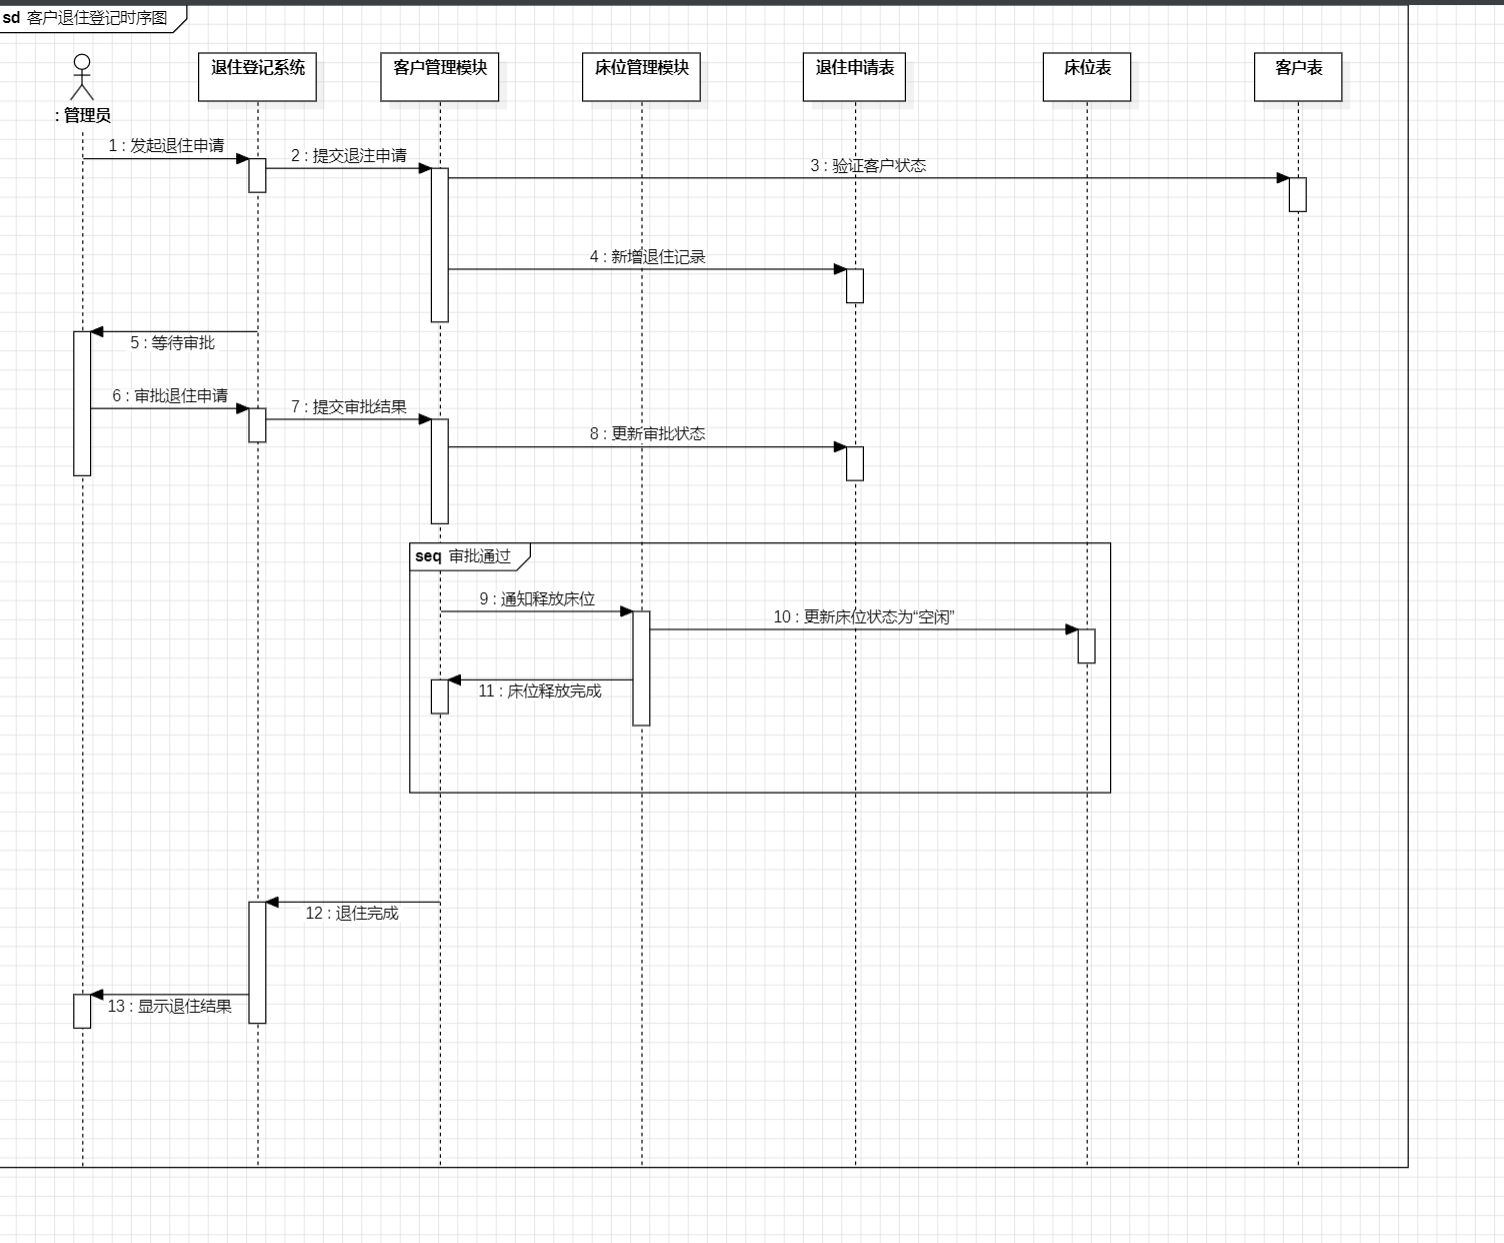 sd 客户退住登记时序图
退住登记系统
客户管理模块
床位管理模块
退住申请表
床位表
客户表
: 管理员
1 : 发起退住申请
2 : 提交退注申请
3 : 验证客户状态
4 : 新增退住记录
5 : 等待审批
6 : 审批退住申请
7 : 提交审批结果
8 : 更新审批状态
seq 审批通过
9 : 通知释放床位
10 : 更新床位状态为“空闲”
11 : 床位释放完成
12 : 退住完成
13 : 显示退住结果